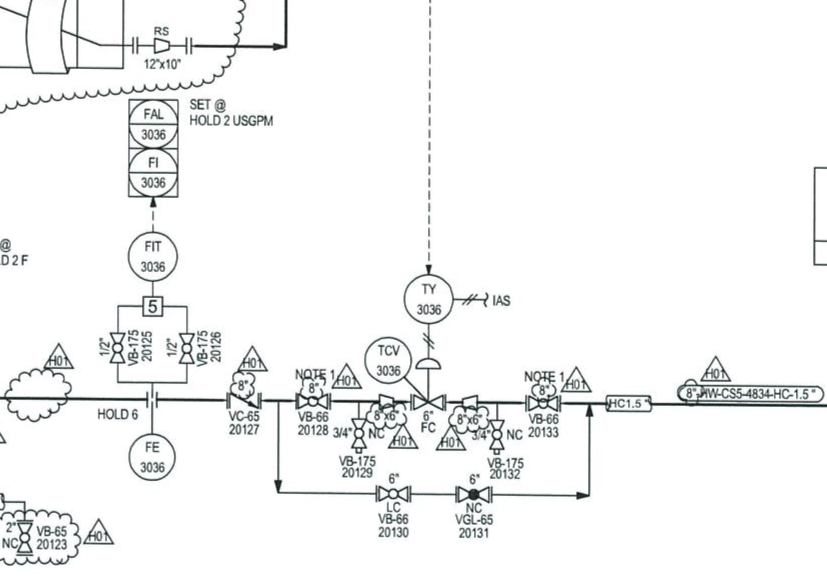 RS
12"x10"
SET @
HOLD 2 USGPM
FAL
3036
FI
3036
@
D 2 F
FIT
3036
5
1/2"
VB-175
20125
1/2"
VB-175
20126
TY
3036
IAS
TCV
3036
H01
H01
8"
VC-65
20127
NOTE 1
H01
8"
VB-66
20128
HOLD 6
FE
3036
3/4"
NC
VB-175
20129
8"x6"
H01
6"
FC
8"x6"
H01
3/4"
NC
VB-175
20132
NOTE 1
H01
8"
VB-66
20133
HC1.5"
H01
8"-HW-CS5-4834-HC-1.5"
6"
LC
VB-66
20130
6"
NC
VGL-65
20131
2"
NC
VB-65
20123
H01